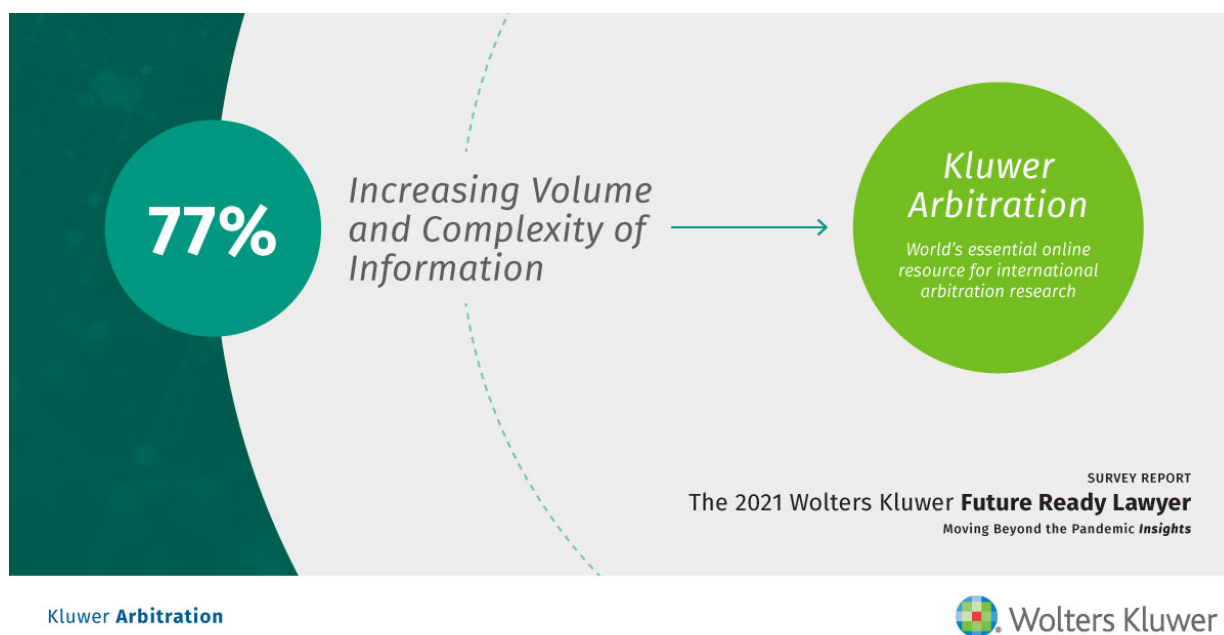 77%
Increasing Volume
and Complexity of
Information
Kluwer
Arbitration
World's essential online
resource for international
arbitration research
SURVEY REPORT
The 2021 Wolters Kluwer Future Ready Lawyer
Moving Beyond the Pandemic Insights
Kluwer Arbitration
Wolters Kluwer